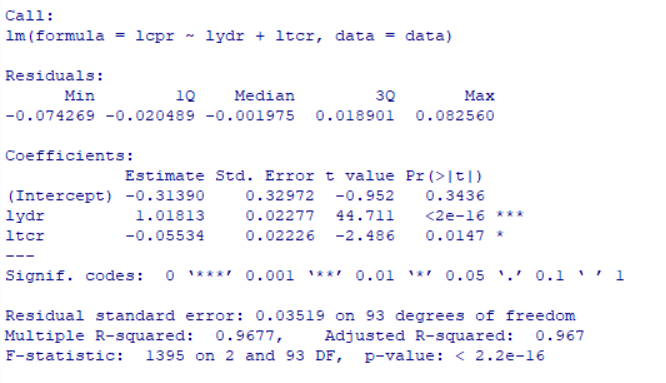 Call:
lm(formula = lcpr ~ lydr + ltcr, data = data)
Residuals:
Min 1Q Median 3Q Max
-0.074269 -0.020489 -0.001975 0.018901 0.082560
Coefficients:
Estimate Std. Error t value Pr(>|t|)
(Intercept) -0.31390 0.32972 -0.952 0.3436
lydr 1.01813 0.02277 44.711 <2e-16 ***
ltcr -0.05534 0.02226 -2.486 0.0147 *
---
Signif. codes: 0 ‘***’ 0.001 ‘**’ 0.01 ‘*’ 0.05 ‘.’ 0.1 ‘ ’ 1
Residual standard error: 0.03519 on 93 degrees of freedom
Multiple R-squared: 0.9677, Adjusted R-squared: 0.967
F-statistic: 1395 on 2 and 93 DF, p-value: < 2.2e-16